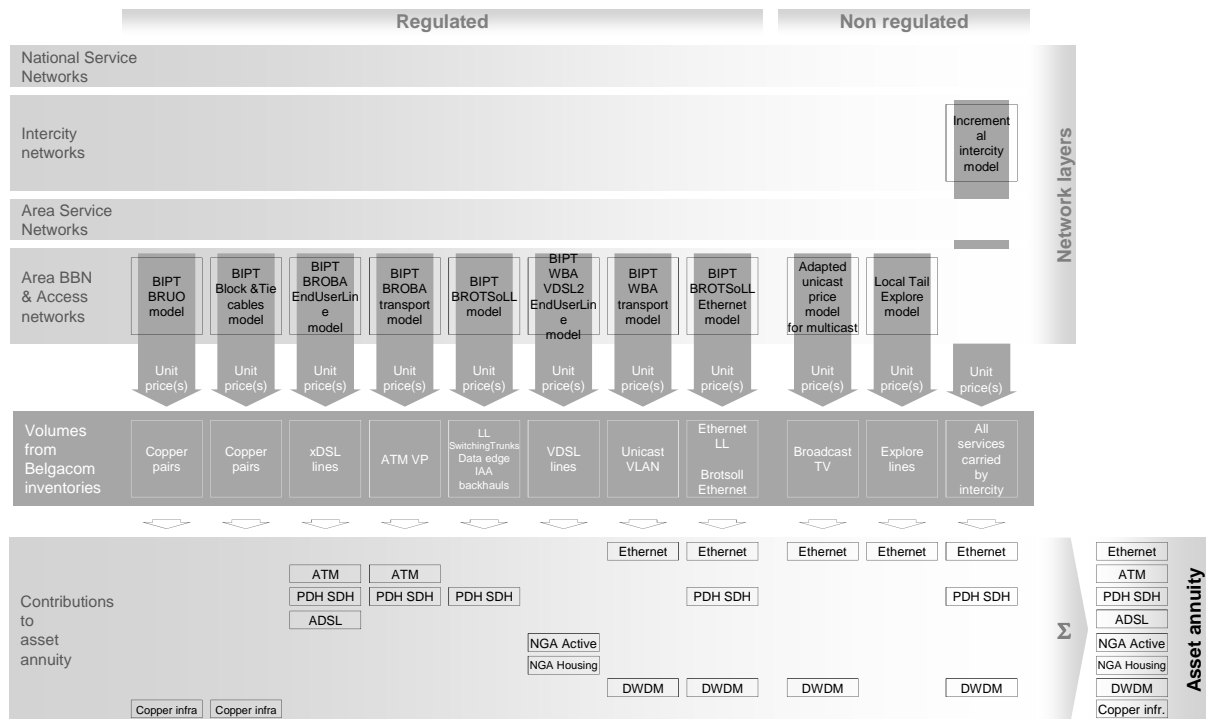 Regulated
Non regulated
National Service
Networks
Intercity
networks
Increment
al
intercity
model
Area Service
Networks
Area BBN
& Access
networks
BIPT
BRUO
model
BIPT
Block &Tie
cables
model
BIPT
BROBA
EndUserLin
e
model
BIPT
BROBA
transport
model
BIPT
BROTSoLL
model
BIPT
WBA
VDSL2
EndUserLin
e
model
BIPT
WBA
transport
model
BIPT
BROTSoLL
Ethernet
model
Adapted
unicast
price
model
for multicast
Local Tail
Explore
model
Network layers
Unit
price(s)
Unit
price(s)
Unit
price(s)
Unit
price(s)
Unit
price(s)
Unit
price(s)
Unit
price(s)
Unit
price(s)
Unit
price(s)
Unit
price(s)
Unit
price(s)
Volumes
from
Belgacom
inventories
Copper
pairs
Copper
pairs
xDSL
lines
ATM VP
LL
SwitchingTrunks
Data edge
IAA
backhauls
VDSL
lines
Unicast
VLAN
Ethernet
LL
Brotsoll
Ethernet
Broadcast
TV
Explore
lines
All
services
carried
by
intercity
Contributions
to
asset
annuity
Ethernet
Ethernet
Ethernet
Ethernet
Ethernet
ATM
ATM
PDH SDH
PDH SDH
PDH SDH
PDH SDH
PDH SDH
ADSL
NGA Active
NGA Housing
DWDM
DWDM
DWDM
DWDM
Copper infra
Copper infra
Σ
Ethernet
ATM
PDH SDH
ADSL
NGA Active
NGA Housing
DWDM
Copper infr.
Asset annuity